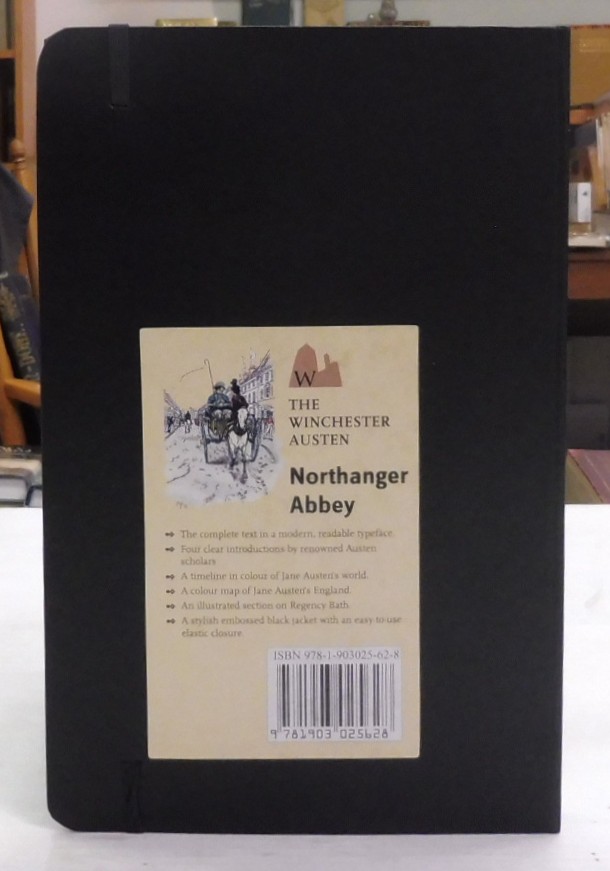 W
THE
WINCHESTER
AUSTEN
Northanger
Abbey
➩ The complete text in a modern, readable typeface.
➩ Four clear introductions by renowned Austen
scholars
➩ A timeline in colour of Jane Austen's world.
➩ A colour map of Jane Austen's England.
➩ An illustrated section on Regency Bath.
➩ A stylish embossed black jacket with an easy-to-use
elastic closure.
ISBN 978-1-903025-62-8
9 781903 025628